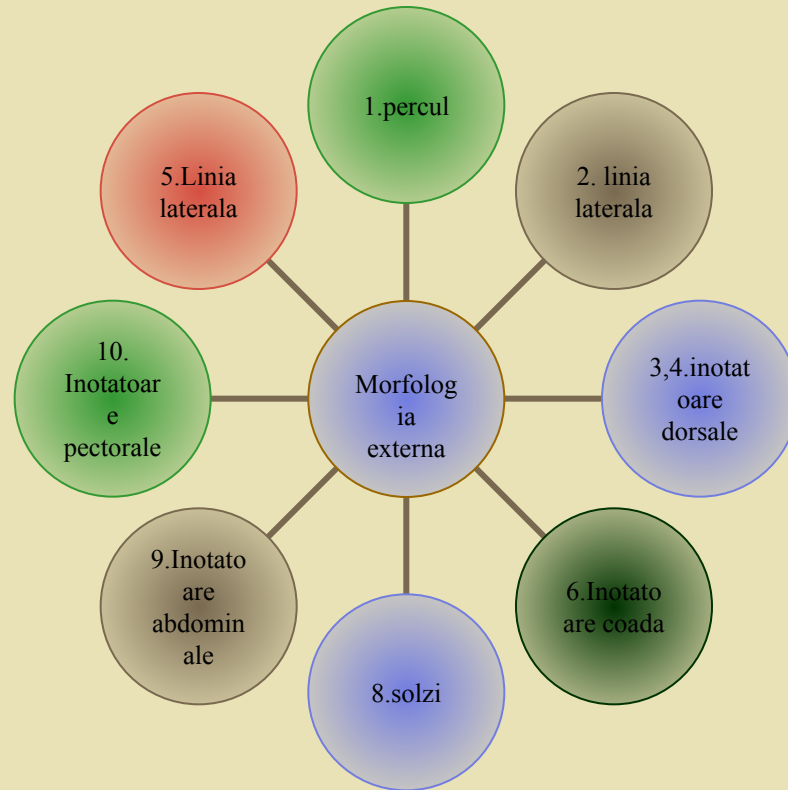 1.percul
2. linia
laterala
3,4.inotat
oare
dorsale
6.Inotato
are coada
8.solzi
9.Inotato
are
abdomin
ale
10.
Inotatoar
e
pectorale
5.Linia
laterala
Morfolog
ia
externa